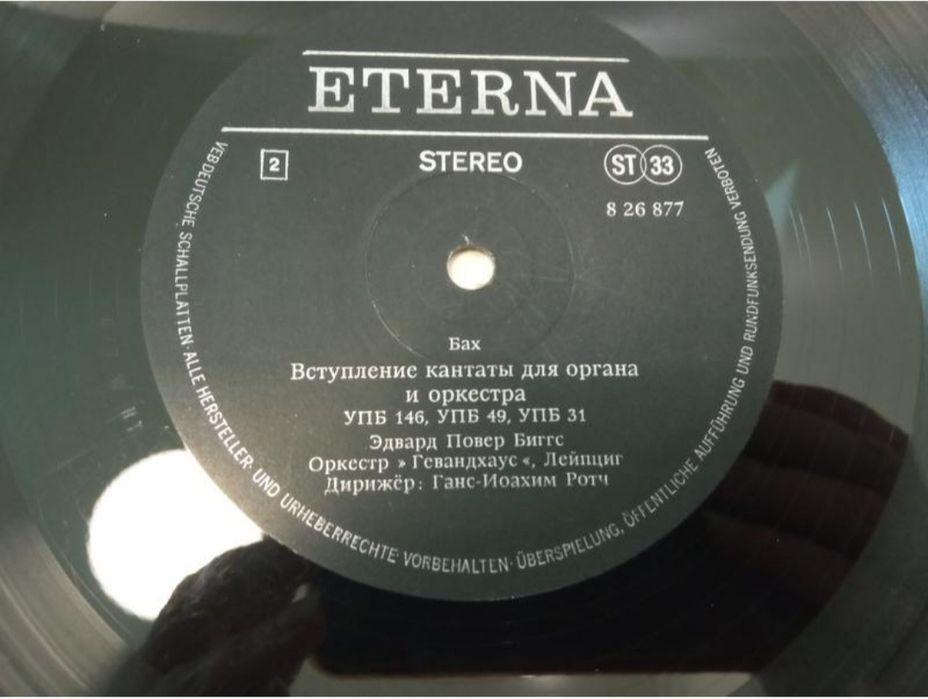 ETERNA
2 STEREO ST 33
8 26 877
Бах
Вступление кантаты для органа
и оркестра
УПБ 146, УПБ 49, УПБ 31
Эдвард Повер Биггс
Оркестр » Гевандхаус «, Лейпциг
Дирижёр: Ганс-Иоахим Ротч
VEB DEUTSCHE SCHALLPLATTEN · ALLE HERSTELLER- UND URHEBERRECHTE VORBEHALTEN · ÜBERSPIELUNG, ÖFFENTLICHE AUFFÜHRUNG UND RUNDFUNKSENDUNG VERBOTEN